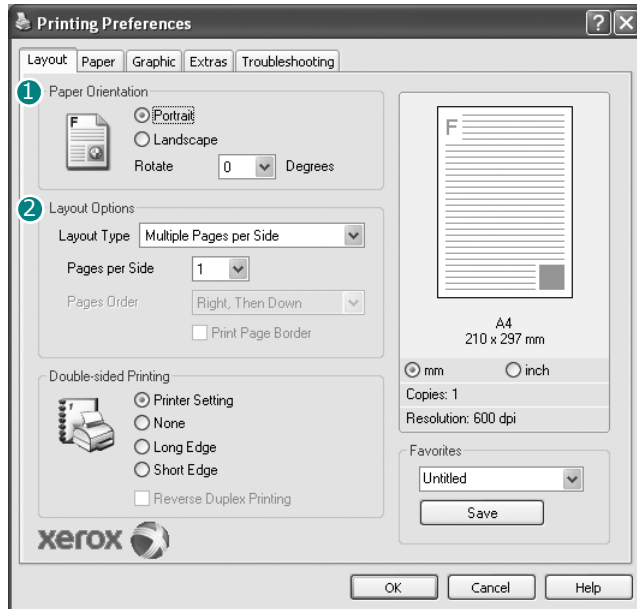 Printing Preferences
Layout Paper Graphic Extras Troubleshooting
1 Paper Orientation
F
Portrait
Landscape
Rotate 0 Degrees
2 Layout Options
Layout Type Multiple Pages per Side
Pages per Side 1
Pages Order Right, Then Down
Print Page Border
Double-sided Printing
Printer Setting
None
Long Edge
Short Edge
Reverse Duplex Printing
xerox
F
A4
210 x 297 mm
mm inch
Copies: 1
Resolution: 600 dpi
Favorites
Untitled
Save
OK Cancel Help